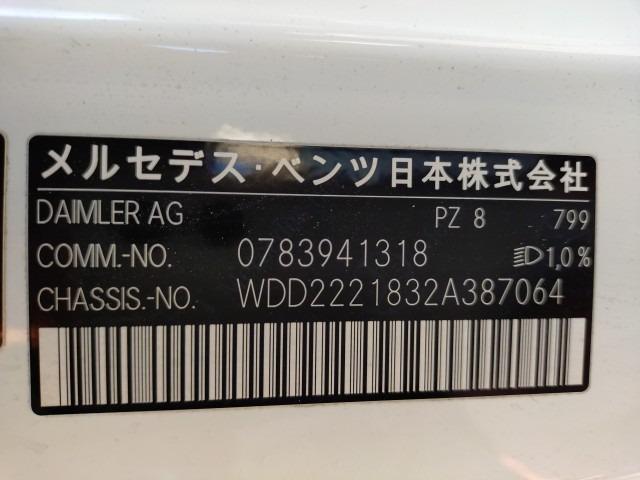 メルセデス・ベンツ日本株式会社
DAIMLER AG PZ 8 799
COMM.-NO. 0783941318 1,0%
CHASSIS.-NO. WDD2221832A387064